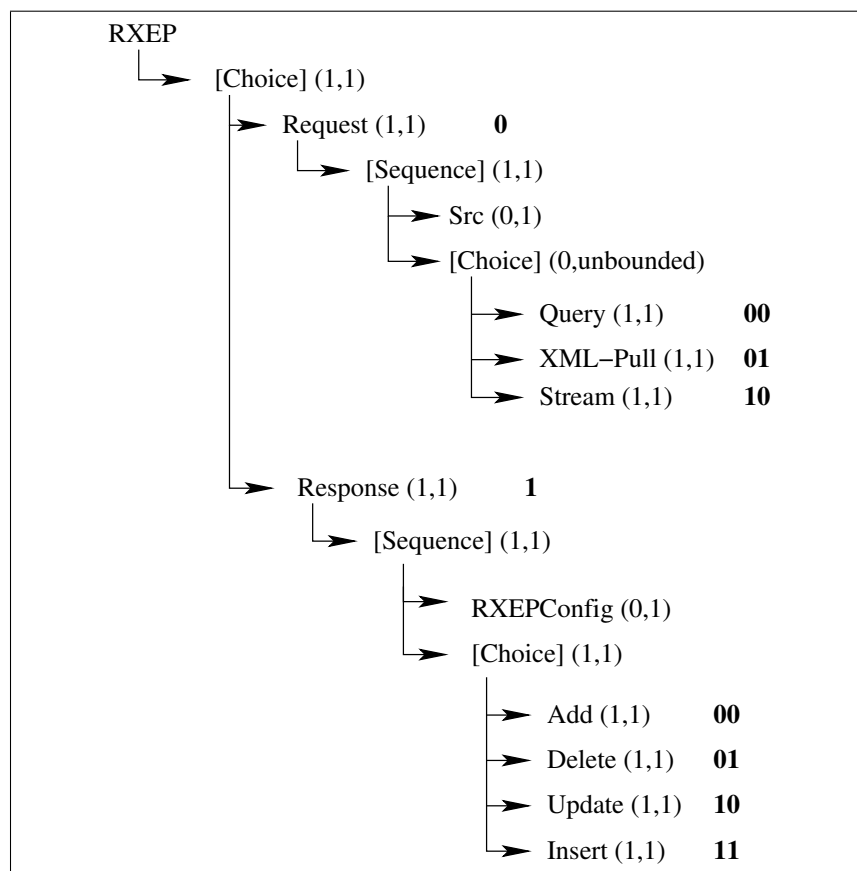 RXEP
[Choice] (1,1)
Request (1,1) 0
[Sequence] (1,1)
Src (0,1)
[Choice] (0,unbounded)
Query (1,1) 00
XML−Pull (1,1) 01
Stream (1,1) 10
Response (1,1) 1
[Sequence] (1,1)
RXEPConfig (0,1)
[Choice] (1,1)
Add (1,1) 00
Delete (1,1) 01
Update (1,1) 10
Insert (1,1) 11